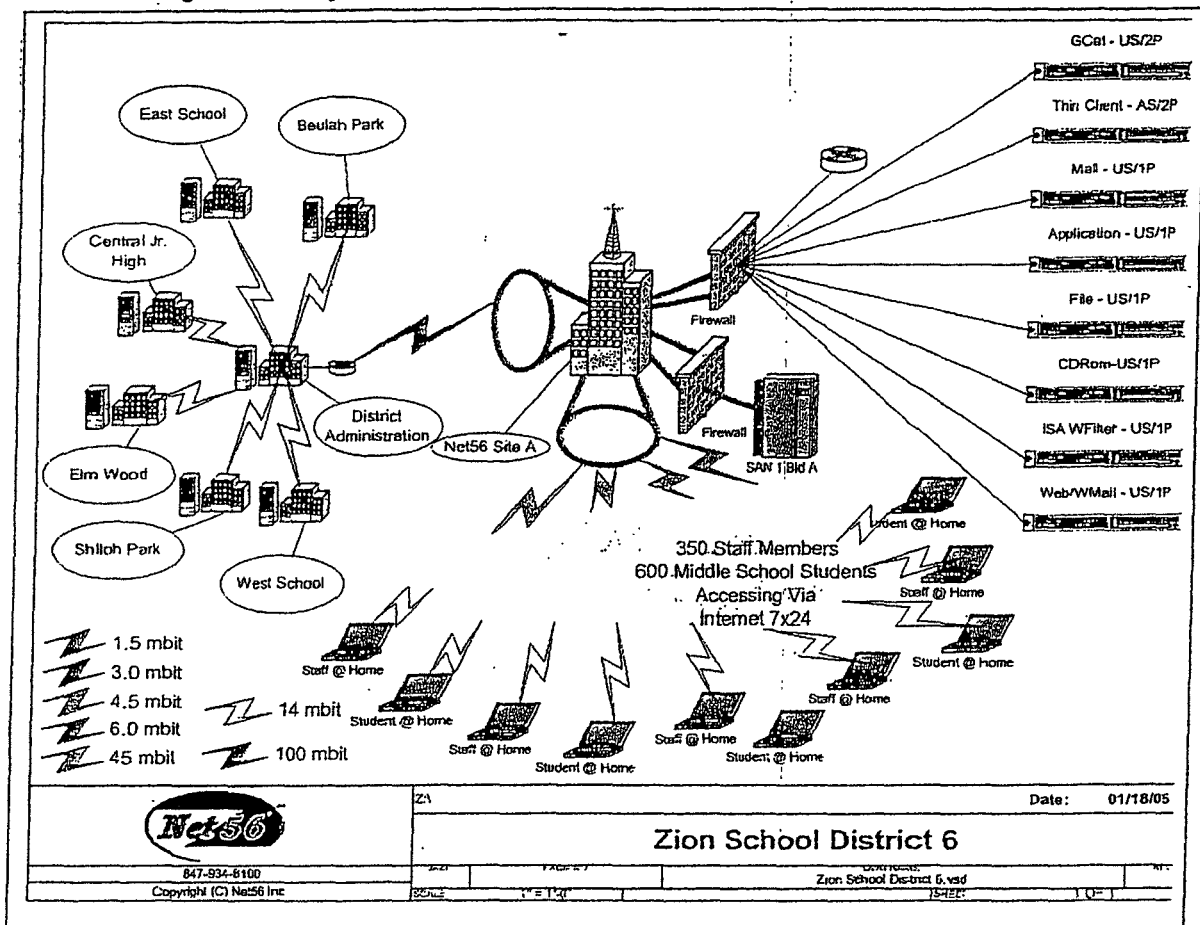 GCat - US/2P
Thin Client - AS/2P
Mail - US/1P
Application - US/1P
File - US/1P
CDRom-US/1P
ISA WFilter - US/1P
Web/WMail - US/1P
East School
Beulah Park
Central Jr.
High
Elm Wood
Shiloh Park
West School
District
Administration
Net56 Site A
Firewall
Firewall
SAN 1 Bld A
350 Staff Members
600 Middle School Students
Accessing Via
Internet 7x24
@ Home
Staff @ Home
Student @ Home
Staff @ Home
Student @ Home
Staff @ Home
Student @ Home
Staff @ Home
Student @ Home
Staff @ Home
1.5 mbit
3.0 mbit
4.5 mbit
6.0 mbit
45 mbit
14 mbit
100 mbit
Net56
847-934-8100
Copyright (C) Net56 Inc
Date: 01/18/05
Zion School District 6
Zion School District 6.vsd
SCALE
SHEET